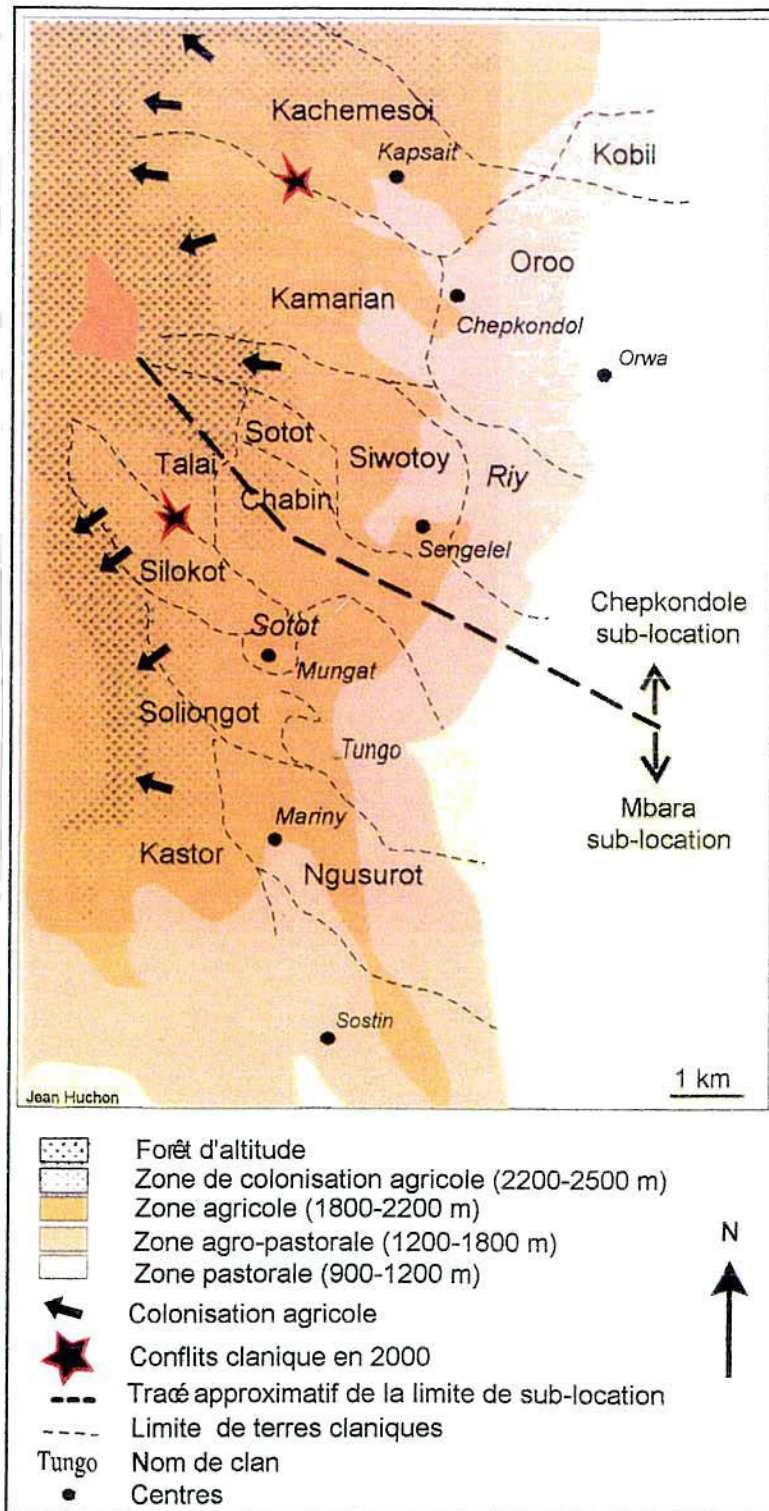 Kachemesoi
Kapsait
Kobil
Oroo
Kamarian
Chepkondol
Orwa
Sotot
Talai
Siwotoy
Riy
Chabin
Sengelel
Silokot
Chepkondole
sub-location
Sotot
Mungat
Soliongot
Tungo
Mbara
sub-location
Mariny
Kastor
Ngusurot
Sostin
Jean Huchon
1 km
Forêt d'altitude
Zone de colonisation agricole (2200-2500 m)
Zone agricole (1800-2200 m)
Zone agro-pastorale (1200-1800 m)
Zone pastorale (900-1200 m)
N
Colonisation agricole
Conflits clanique en 2000
Tracé approximatif de la limite de sub-location
Limite de terres claniques
Tungo Nom de clan
Centres